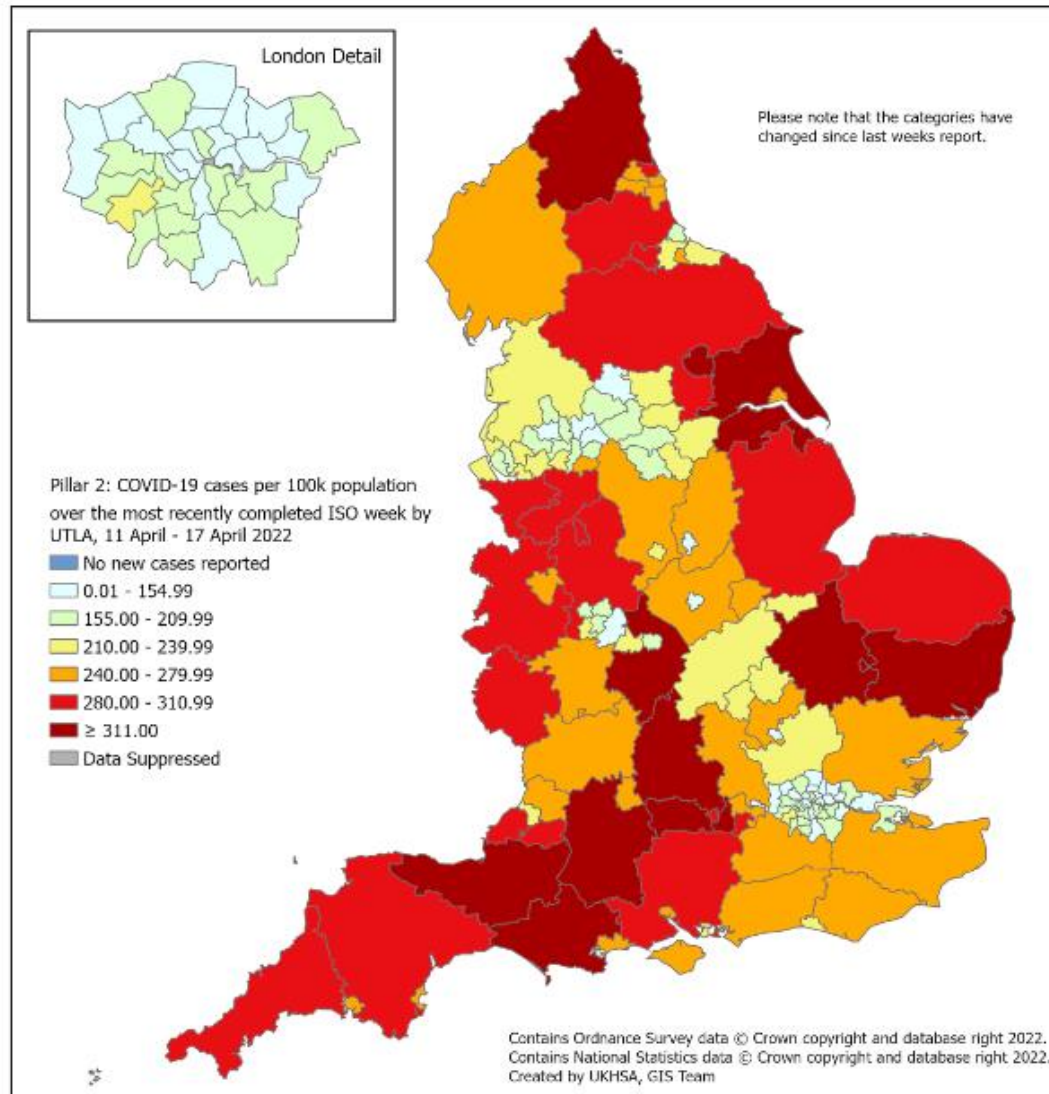 London Detail
Please note that the categories have
changed since last weeks report.
Pillar 2: COVID-19 cases per 100k population
over the most recently completed ISO week by
UTLA, 11 April - 17 April 2022
No new cases reported
0.01 - 154.99
155.00 - 209.99
210.00 - 239.99
240.00 - 279.99
280.00 - 310.99
≥ 311.00
Data Suppressed
Contains Ordnance Survey data © Crown copyright and database right 2022.
Contains National Statistics data © Crown copyright and database right 2022.
Created by UKHSA, GIS Team